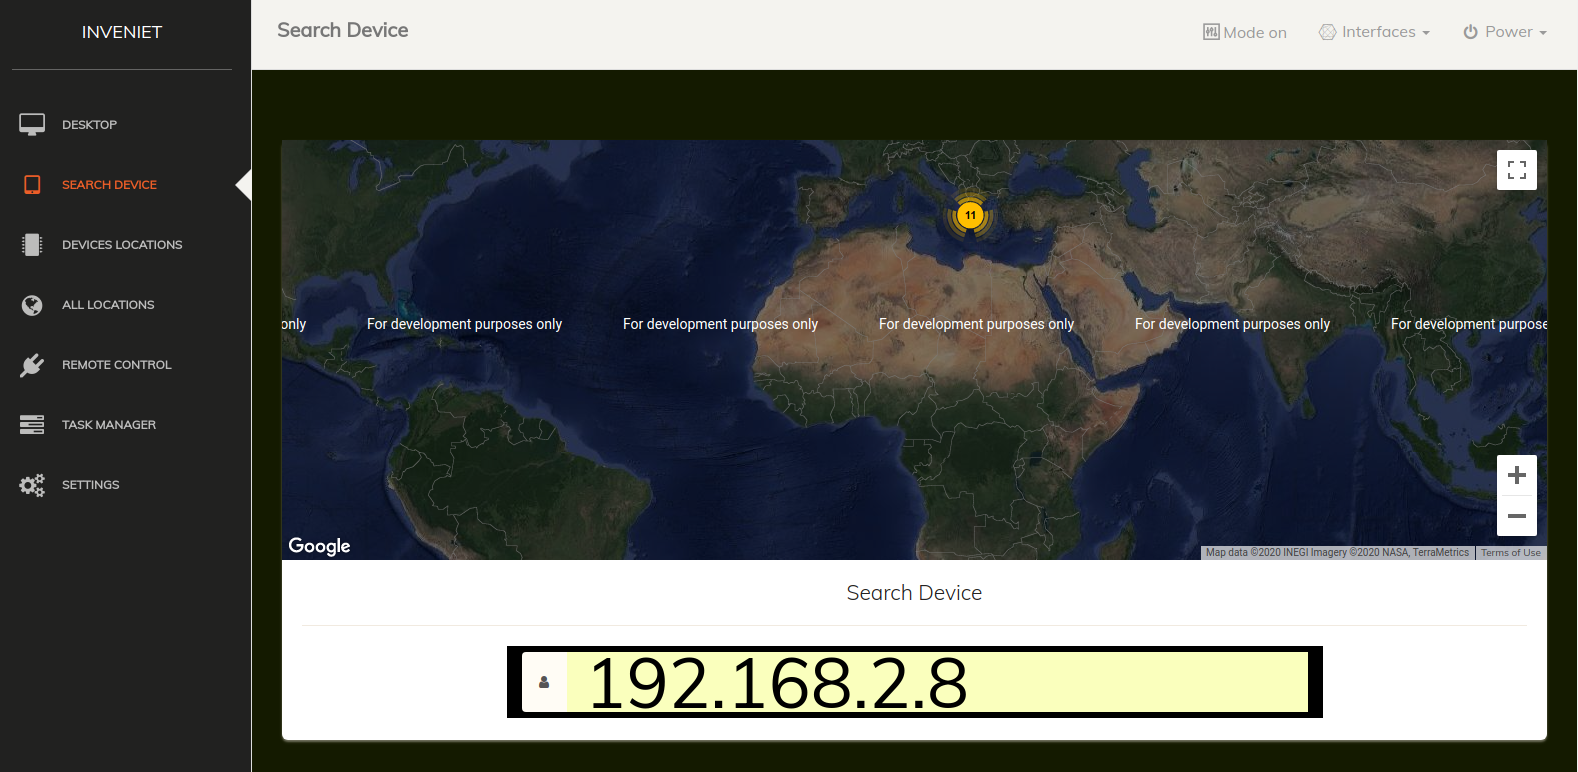 INVENIET
Search Device
Mode on
Interfaces
Power
DESKTOP
SEARCH DEVICE
DEVICES LOCATIONS
ALL LOCATIONS
REMOTE CONTROL
TASK MANAGER
SETTINGS
11
only
For development purposes only
For development purposes only
For development purposes only
For development purposes only
For development purpose
Google
Map data ©2020 INEGI Imagery ©2020 NASA, TerraMetrics
Terms of Use
Search Device
192.168.2.8